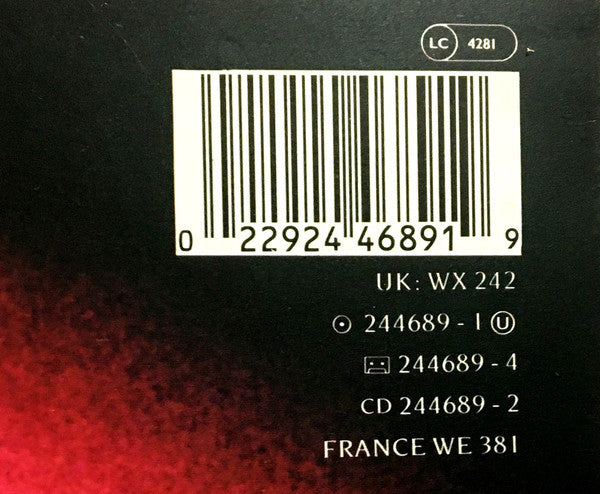 LC 4281
0 22924 46891 9
UK: WX 242
244689 - 1 U
244689 - 4
CD 244689 - 2
FRANCE WE 381